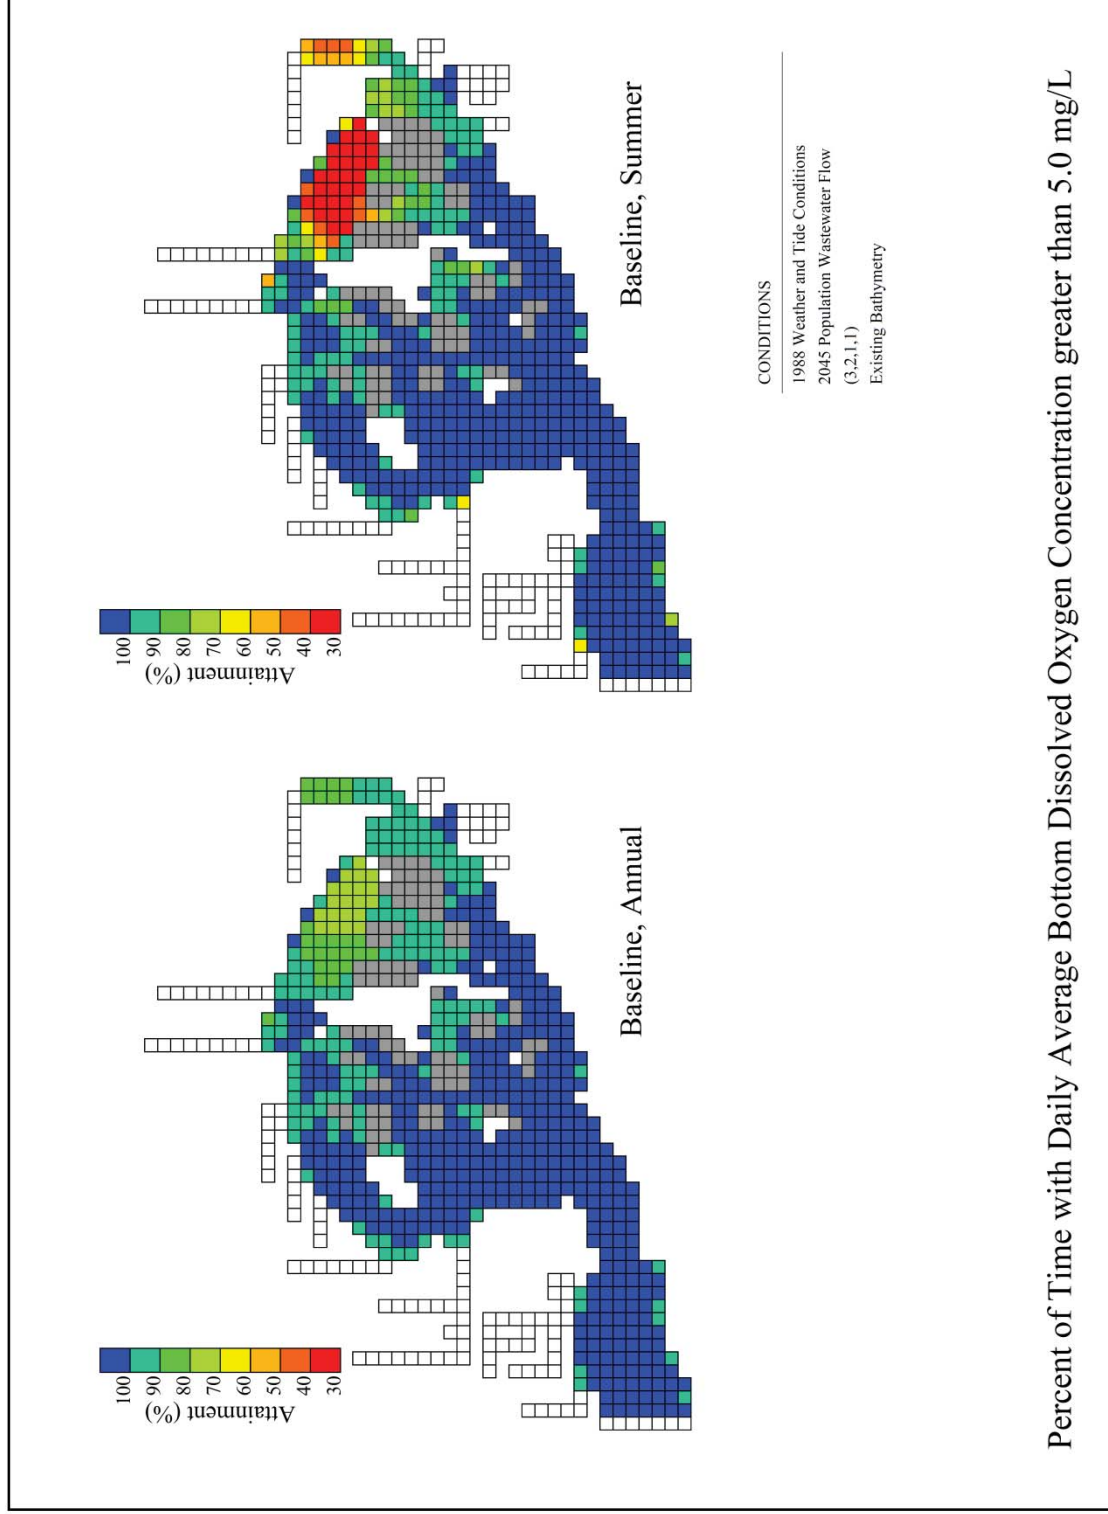 100
90
80
70
60
50
40
30
Attainment (%)
Baseline, Annual
100
90
80
70
60
50
40
30
Attainment (%)
Baseline, Summer
CONDITIONS
1988 Weather and Tide Conditions
2045 Population Wastewater Flow
(3,2,1,1)
Existing Bathymetry
Percent of Time with Daily Average Bottom Dissolved Oxygen Concentration greater than 5.0 mg/L